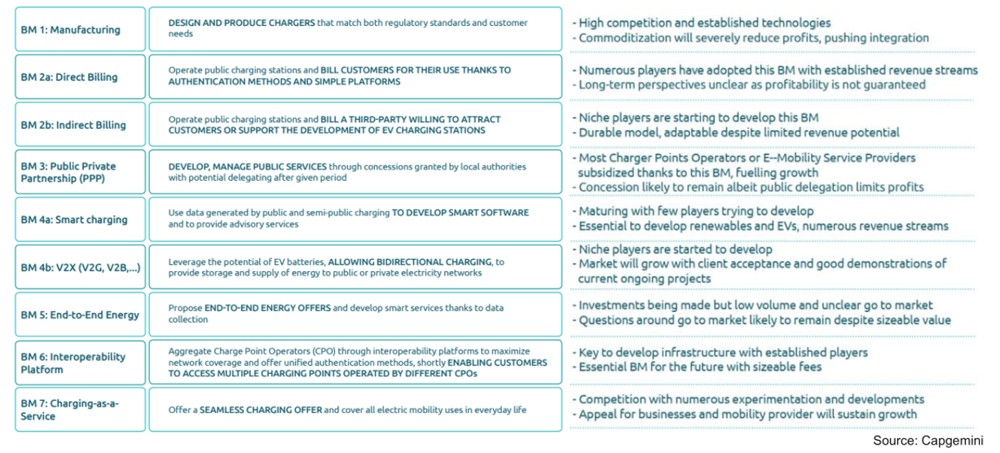 BM 1: Manufacturing
DESIGN AND PRODUCE CHARGERS that match both regulatory standards and customer
needs
- High competition and established technologies
- Commoditization will severely reduce profits, pushing integration
BM 2a: Direct Billing
Operate public charging stations and BILL CUSTOMERS FOR THEIR USE THANKS TO
AUTHENTICATION METHODS AND SIMPLE PLATFORMS
- Numerous players have adopted this BM with established revenue streams
- Long-term perspectives unclear as profitability is not guaranteed
BM 2b: Indirect Billing
Operate public charging stations and BILL A THIRD-PARTY WILLING TO ATTRACT
CUSTOMERS OR SUPPORT THE DEVELOPMENT OF EV CHARGING STATIONS
- Niche players are starting to develop this BM
- Durable model, adaptable despite limited revenue potential
BM 3: Public Private
Partnership (PPP)
DEVELOP, MANAGE PUBLIC SERVICES through concessions granted by local authorities
with potential delegating after given period
- Most Charger Points Operators or E--Mobility Service Providers
subsidized thanks to this BM, fuelling growth
- Concession likely to remain albeit public delegation limits profits
BM 4a: Smart charging
Use data generated by public and semi-public charging TO DEVELOP SMART SOFTWARE
and to provide advisory services
- Maturing with few players trying to develop
- Essential to develop renewables and EVs, numerous revenue streams
BM 4b: V2X (V2G, V2B,...)
Leverage the potential of EV batteries, ALLOWING BIDIRECTIONAL CHARGING, to
provide storage and supply of energy to public or private electricity networks
- Niche players are started to develop
- Market will grow with client acceptance and good demonstrations of
current ongoing projects
BM 5: End-to-End Energy
Propose END-TO-END ENERGY OFFERS and develop smart services thanks to data
collection
- Investments being made but low volume and unclear go to market
- Questions around go to market likely to remain despite sizeable value
BM 6: Interoperability
Platform
Aggregate Charge Point Operators (CPO) through interoperability platforms to maximize
network coverage and offer unified authentication methods, shortly ENABLING CUSTOMERS
TO ACCESS MULTIPLE CHARGING POINTS OPERATED BY DIFFERENT CPOs
- Key to develop infrastructure with established players
- Essential BM for the future with sizeable fees
BM 7: Charging-as-a-
Service
Offer a SEAMLESS CHARGING OFFER and cover all electric mobility uses in everyday life
- Competition with numerous experimentation and developments
- Appeal for businesses and mobility provider will sustain growth
Source: Capgemini